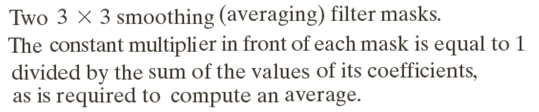 Two 3 × 3 smoothing (averaging) filter masks.
The constant multiplier in front of each mask is equal to 1
divided by the sum of the values of its coefficients,
as is required to compute an average.